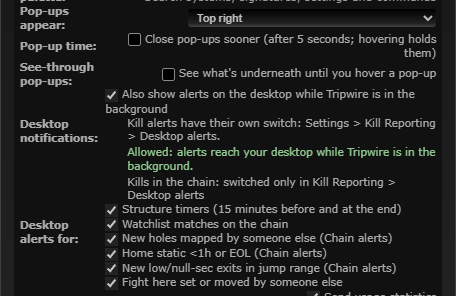 Pop-ups appear:
Top right
Pop-up time:
Close pop-ups sooner (after 5 seconds; hovering holds them)
See-through pop-ups:
See what's underneath until you hover a pop-up
Desktop notifications:
Also show alerts on the desktop while Tripwire is in the background
Kill alerts have their own switch: Settings > Kill Reporting > Desktop alerts.
Allowed: alerts reach your desktop while Tripwire is in the background.
Kills in the chain: switched only in Kill Reporting > Desktop alerts
Desktop alerts for:
Structure timers (15 minutes before and at the end)
Watchlist matches on the chain
New holes mapped by someone else (Chain alerts)
Home static <1h or EOL (Chain alerts)
New low/null-sec exits in jump range (Chain alerts)
Fight here set or moved by someone else